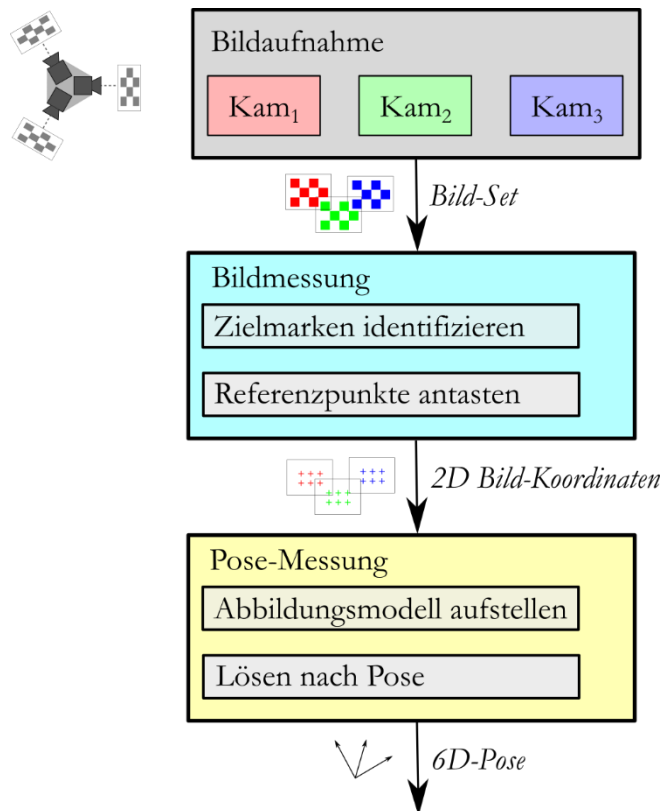 Bildaufnahme
Kam₁ Kam₂ Kam₃
Bild-Set
Bildmessung
Zielmarken identifizieren
Referenzpunkte antasten
2D Bild-Koordinaten
Pose-Messung
Abbildungsmodell aufstellen
Lösen nach Pose
6D-Pose